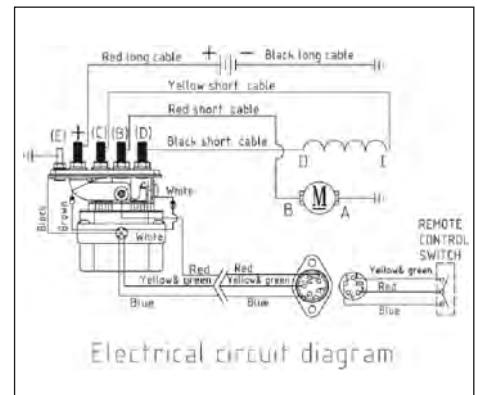 Red long cable + − Black long cable
Yellow short cable
Red short cable
(E) + (C) (B) (D)
Black short cable
D
White
B M A
Black
Brown
White
REMOTE
CONTROL
SWITCH
Red Red
Yellow& green Yellow& green
Blue Blue
Yellow& green
Red
Blue
Electrical circuit diagram